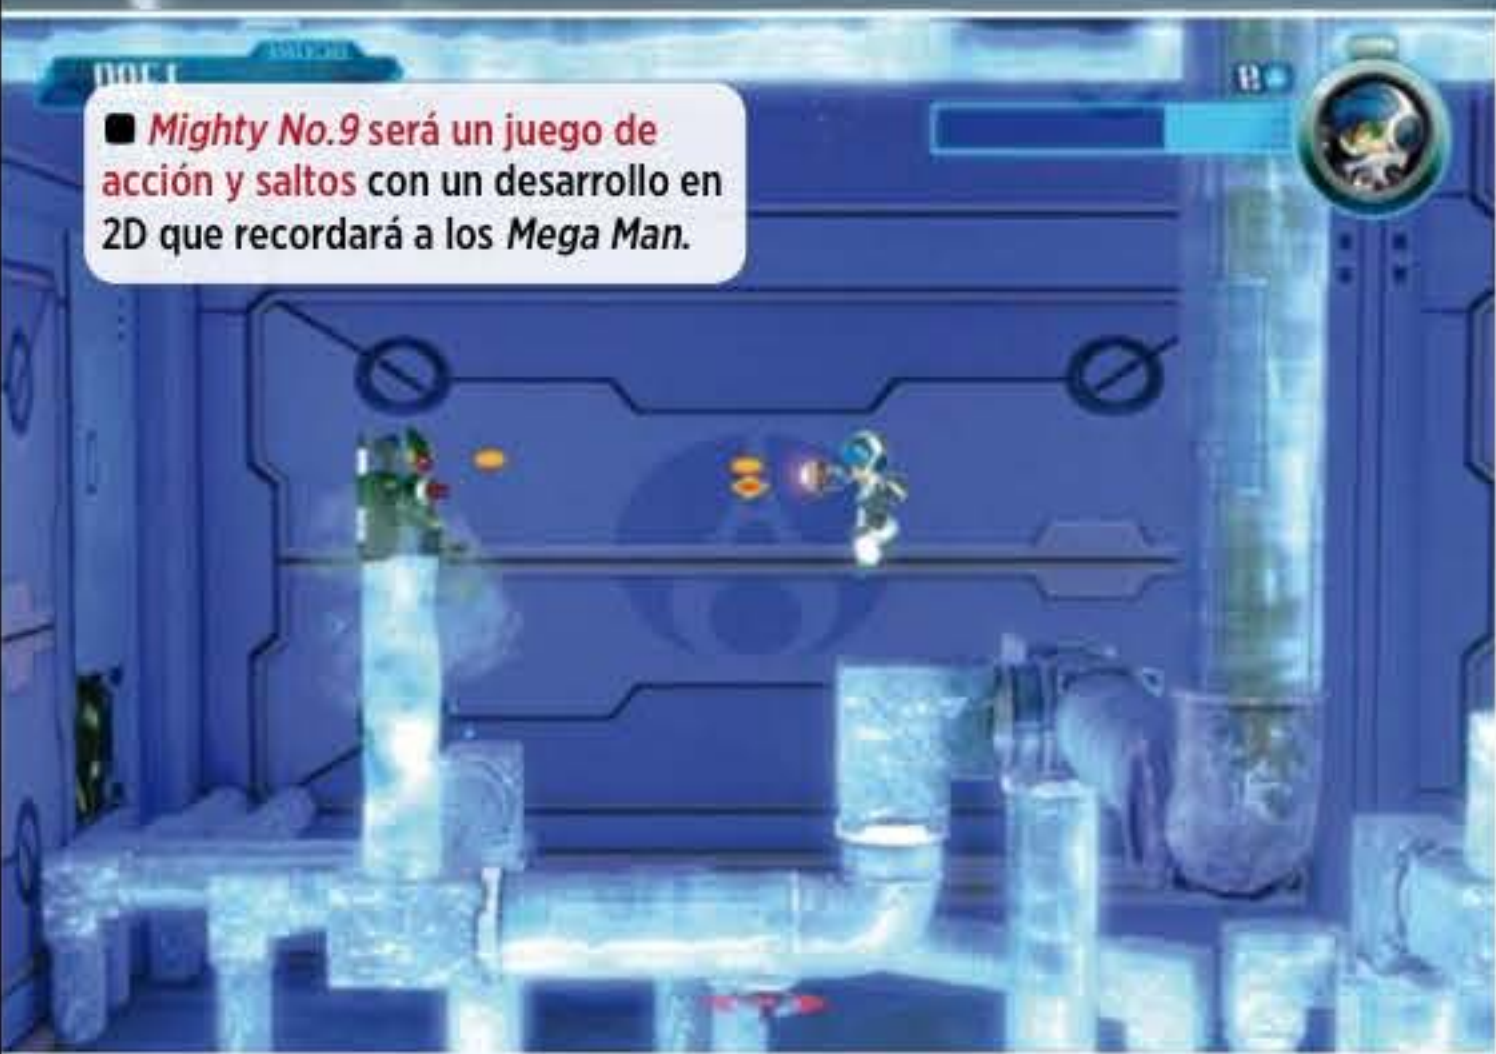 ■ Mighty No.9 será un juego de
acción y saltos con un desarrollo en
2D que recordará a los Mega Man.